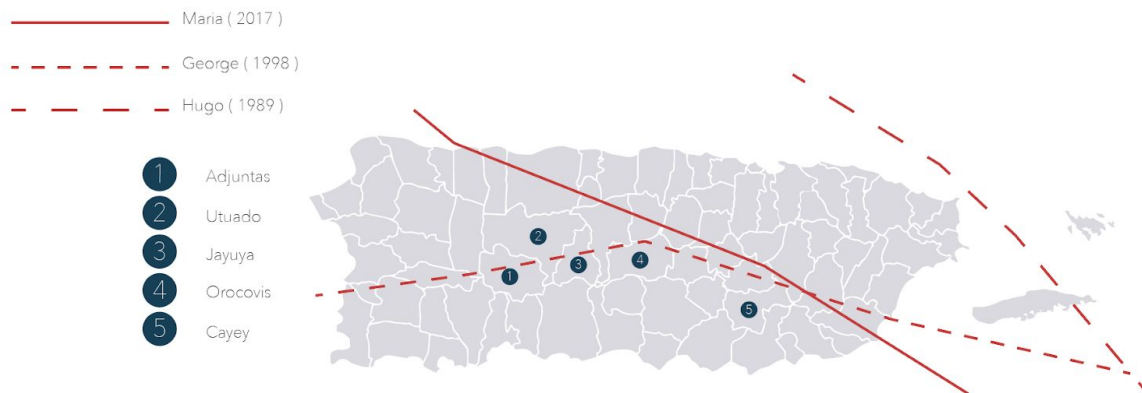 Maria ( 2017 )
George ( 1998 )
Hugo ( 1989 )
1 Adjuntas
2 Utuado
3 Jayuya
4 Orocovis
5 Cayey
2
1
3
4
5